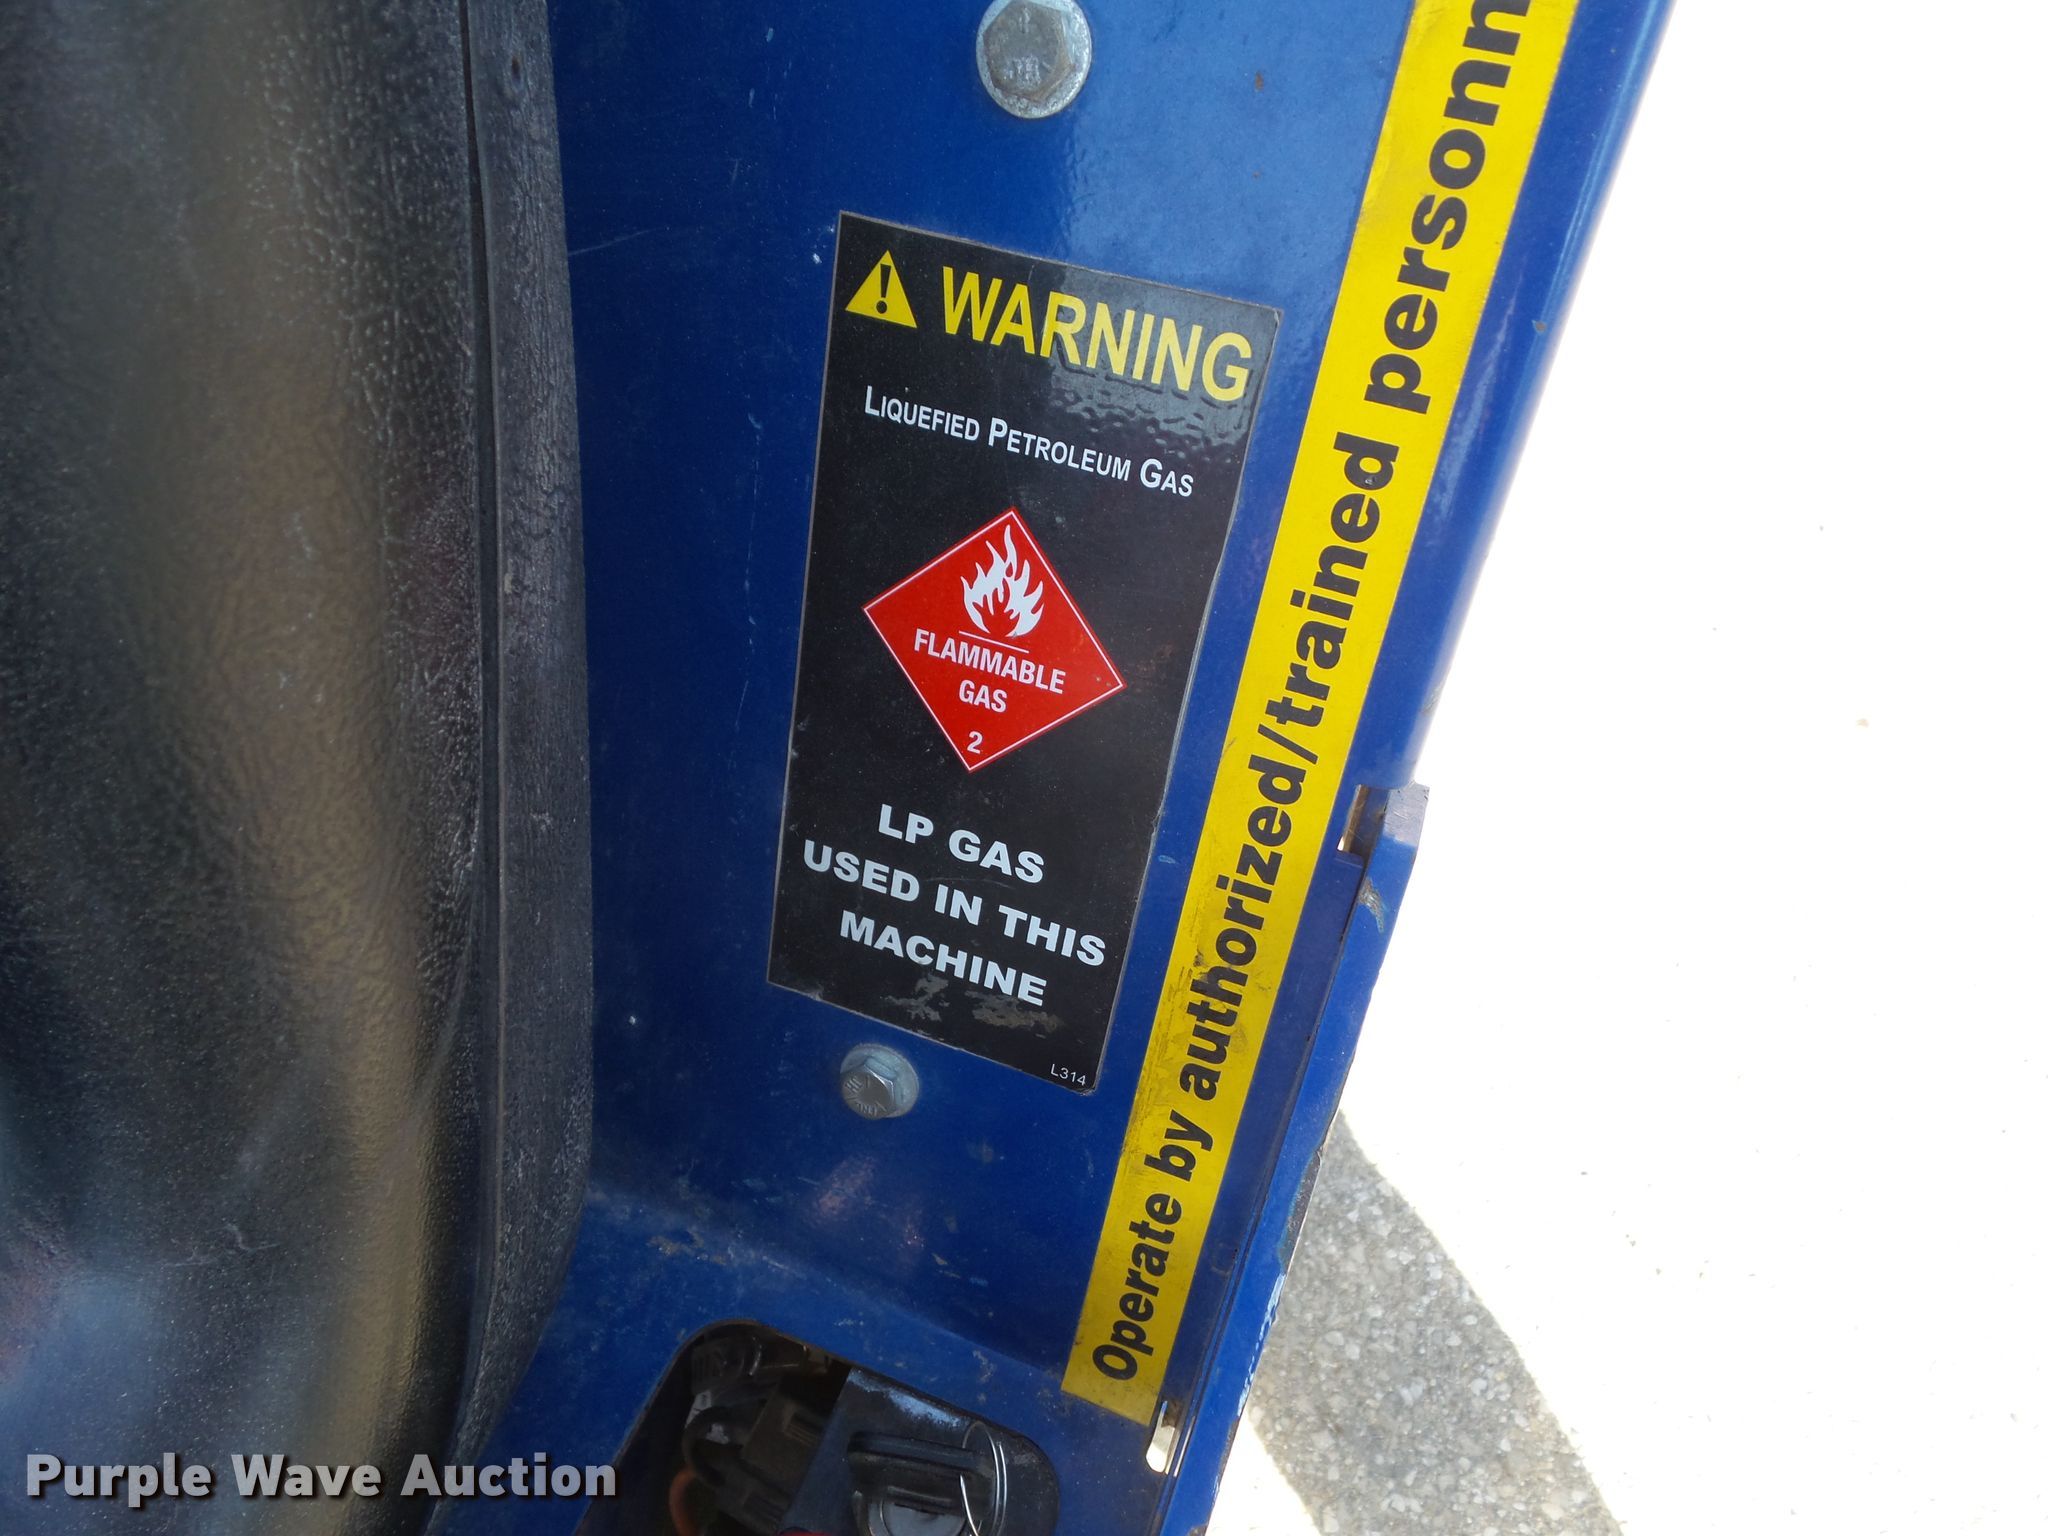 WARNING
LIQUEFIED PETROLEUM GAS
FLAMMABLE
GAS
2
LP GAS
USED IN THIS
MACHINE
L314
Operate by authorized/trained personn
Purple Wave Auction